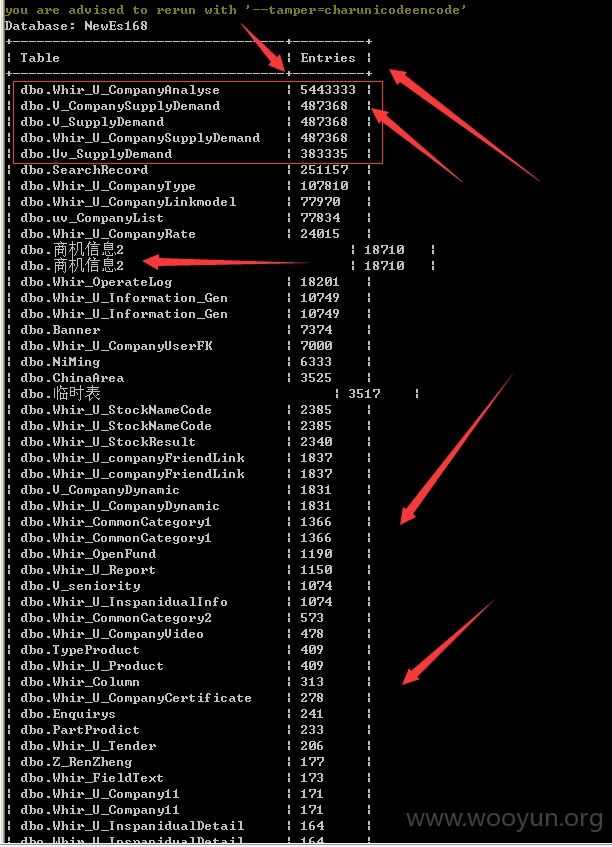 you are advised to rerun with '--tamper=charunicodeencode'
Database: NewEs168
+----------------------------------+---------+
| Table | Entries |
+----------------------------------+---------+
| dbo.Whir_U_CompanyAnalyse | 5443333 |
| dbo.V_CompanySupplyDemand | 487368 |
| dbo.V_SupplyDemand | 487368 |
| dbo.Whir_U_CompanySupplyDemand | 487368 |
| dbo.Uv_SupplyDemand | 383335 |
| dbo.SearchRecord | 251157 |
| dbo.Whir_U_CompanyType | 107810 |
| dbo.Whir_U_CompanyLinkmodel | 77970 |
| dbo.uv_CompanyList | 77834 |
| dbo.Whir_U_CompanyRate | 24015 |
| dbo.商机信息2 | 18710 |
| dbo.商机信息2 | 18710 |
| dbo.Whir_OperateLog | 18201 |
| dbo.Whir_U_Information_Gen | 10749 |
| dbo.Whir_U_Information_Gen | 10749 |
| dbo.Banner | 7374 |
| dbo.Whir_U_CompanyUserFK | 7000 |
| dbo.NiMing | 6333 |
| dbo.ChinaArea | 3525 |
| dbo.临时表 | 3517 |
| dbo.Whir_U_StockNameCode | 2385 |
| dbo.Whir_U_StockNameCode | 2385 |
| dbo.Whir_U_StockResult | 2340 |
| dbo.Whir_U_companyFriendLink | 1837 |
| dbo.Whir_U_companyFriendLink | 1837 |
| dbo.V_CompanyDynamic | 1831 |
| dbo.Whir_U_CompanyDynamic | 1831 |
| dbo.Whir_CommonCategory1 | 1366 |
| dbo.Whir_CommonCategory1 | 1366 |
| dbo.Whir_OpenFund | 1190 |
| dbo.Whir_U_Report | 1150 |
| dbo.V_seniority | 1074 |
| dbo.Whir_U_InspanidualInfo | 1074 |
| dbo.Whir_CommonCategory2 | 573 |
| dbo.Whir_U_CompanyVideo | 478 |
| dbo.TypeProduct | 409 |
| dbo.Whir_U_Product | 409 |
| dbo.Whir_Column | 313 |
| dbo.Whir_U_CompanyCertificate | 278 |
| dbo.Enquirys | 241 |
| dbo.PartProdict | 233 |
| dbo.Whir_U_Tender | 206 |
| dbo.Z_RenZheng | 177 |
| dbo.Whir_FieldText | 173 |
| dbo.Whir_U_Company11 | 171 |
| dbo.Whir_U_Company11 | 171 |
| dbo.Whir_U_InspanidualDetail | 164 |
| dbo.Whir_U_InspanidualDetail | 164 |
www.wooyun.org